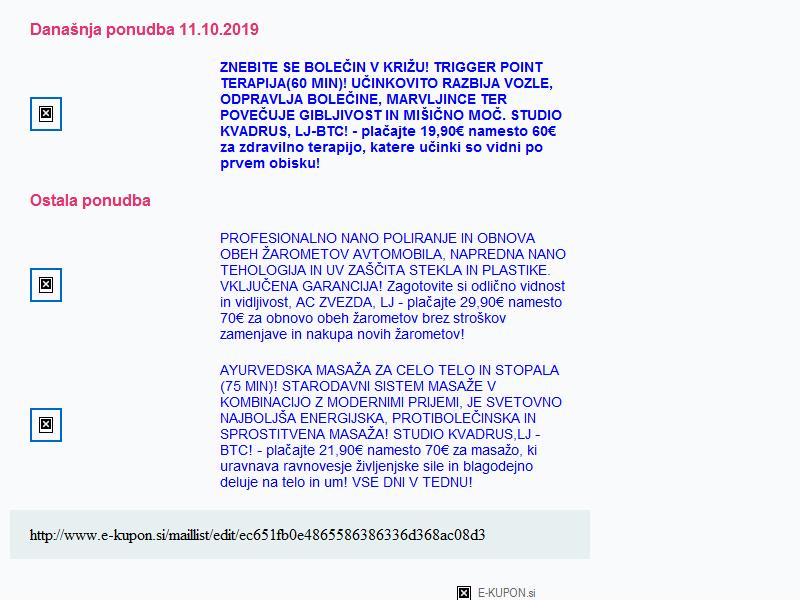 Današnja ponudba 11.10.2019
ZNEBITE SE BOLEČIN V KRIŽU! TRIGGER POINT
TERAPIJA(60 MIN)! UČINKOVITO RAZBIJA VOZLE,
ODPRAVLJA BOLEČINE, MARVLJINCE TER
POVEČUJE GIBLJIVOST IN MIŠIČNO MOČ. STUDIO
KVADRUS, LJ-BTC! - plačajte 19,90€ namesto 60€
za zdravilno terapijo, katere učinki so vidni po
prvem obisku!
Ostala ponudba
PROFESIONALNO NANO POLIRANJE IN OBNOVA
OBEH ŽAROMETOV AVTOMOBILA, NAPREDNA NANO
TEHOLOGIJA IN UV ZAŠČITA STEKLA IN PLASTIKE.
VKLJUČENA GARANCIJA! Zagotovite si odlično vidnost
in vidljivost, AC ZVEZDA, LJ - plačajte 29,90€ namesto
70€ za obnovo obeh žarometov brez stroškov
zamenjave in nakupa novih žarometov!
AYURVEDSKA MASAŽA ZA CELO TELO IN STOPALA
(75 MIN)! STARODAVNI SISTEM MASAŽE V
KOMBINACIJO Z MODERNIMI PRIJEMI, JE SVETOVNO
NAJBOLJŠA ENERGIJSKA, PROTIBOLEČINSKA IN
SPROSTITVENA MASAŽA! STUDIO KVADRUS,LJ -
BTC! - plačajte 21,90€ namesto 70€ za masažo, ki
uravnava ravnovesje življenjske sile in blagodejno
deluje na telo in um! VSE DNI V TEDNU!
http://www.e-kupon.si/maillist/edit/ec651fb0e4865586386336d368ac08d3
E-KUPON.si